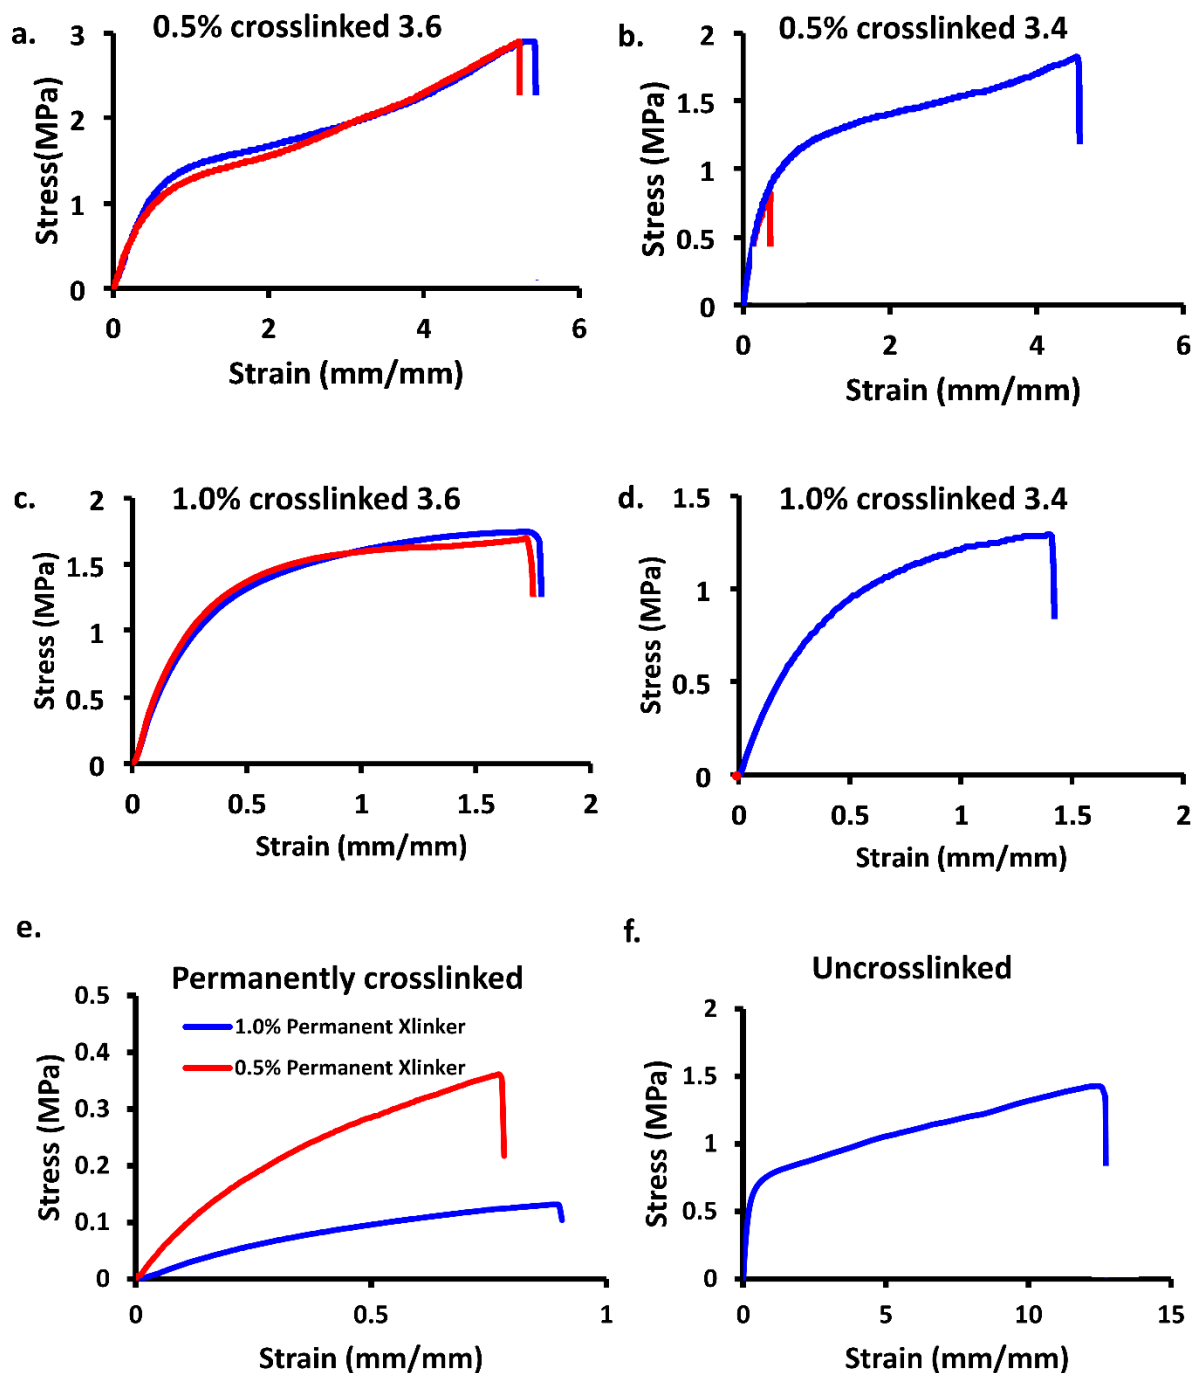 a.
0.5% crosslinked 3.6
3
2
1
0
0
2
4
6
Stress(MPa)
Strain (mm/mm)
b.
0.5% crosslinked 3.4
2
1.5
1
0.5
0
0
2
4
6
Stress (MPa)
Strain (mm/mm)
c.
1.0% crosslinked 3.6
2
1.5
1
0.5
0
0
0.5
1
1.5
2
Stress (MPa)
Strain (mm/mm)
d.
1.0% crosslinked 3.4
1.5
1
0.5
0
0
0.5
1
1.5
2
Stress (MPa)
Strain (mm/mm)
e.
Permanently crosslinked
0.5
0.4
0.3
0.2
0.1
0
1.0% Permanent Xlinker
0.5% Permanent Xlinker
0
0.5
1
Stress (MPa)
Strain (mm/mm)
f.
Uncrosslinked
2
1.5
1
0.5
0
0
5
10
15
Stress (MPa)
Strain (mm/mm)